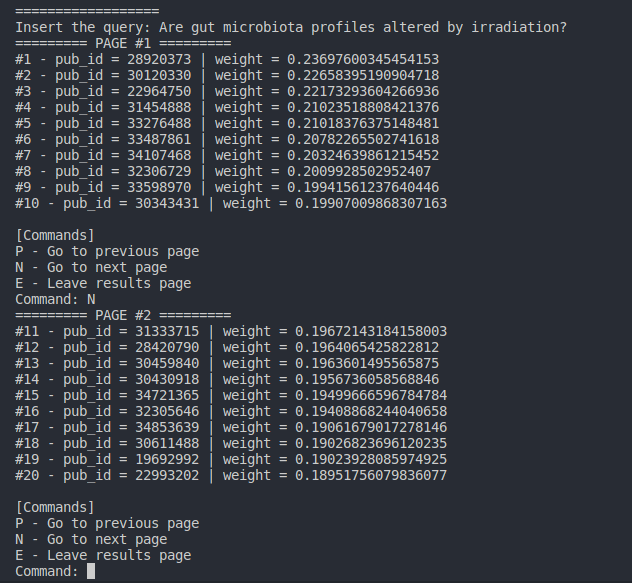 ==================
Insert the query: Are gut microbiota profiles altered by irradiation?
========= PAGE #1 =========
#1 - pub_id = 28920373 | weight = 0.23697600345454153
#2 - pub_id = 30120330 | weight = 0.22658395190904718
#3 - pub_id = 22964750 | weight = 0.22173293604266936
#4 - pub_id = 31454888 | weight = 0.21023518808421376
#5 - pub_id = 33276488 | weight = 0.21018376375148481
#6 - pub_id = 33487861 | weight = 0.20782265502741618
#7 - pub_id = 34107468 | weight = 0.20324639861215452
#8 - pub_id = 32306729 | weight = 0.2009928502952407
#9 - pub_id = 33598970 | weight = 0.19941561237640446
#10 - pub_id = 30343431 | weight = 0.19907009868307163

[Commands]
P - Go to previous page
N - Go to next page
E - Leave results page
Command: N
========= PAGE #2 =========
#11 - pub_id = 31333715 | weight = 0.19672143184158003
#12 - pub_id = 28420790 | weight = 0.1964065425822812
#13 - pub_id = 30459840 | weight = 0.1963601495565875
#14 - pub_id = 30430918 | weight = 0.1956736058568846
#15 - pub_id = 34721365 | weight = 0.19499666596784784
#16 - pub_id = 32305646 | weight = 0.19408868244040658
#17 - pub_id = 34853639 | weight = 0.19061679017278146
#18 - pub_id = 30611488 | weight = 0.19026823696120235
#19 - pub_id = 19692992 | weight = 0.19023928085974925
#20 - pub_id = 22993202 | weight = 0.18951756079836077

[Commands]
P - Go to previous page
N - Go to next page
E - Leave results page
Command: